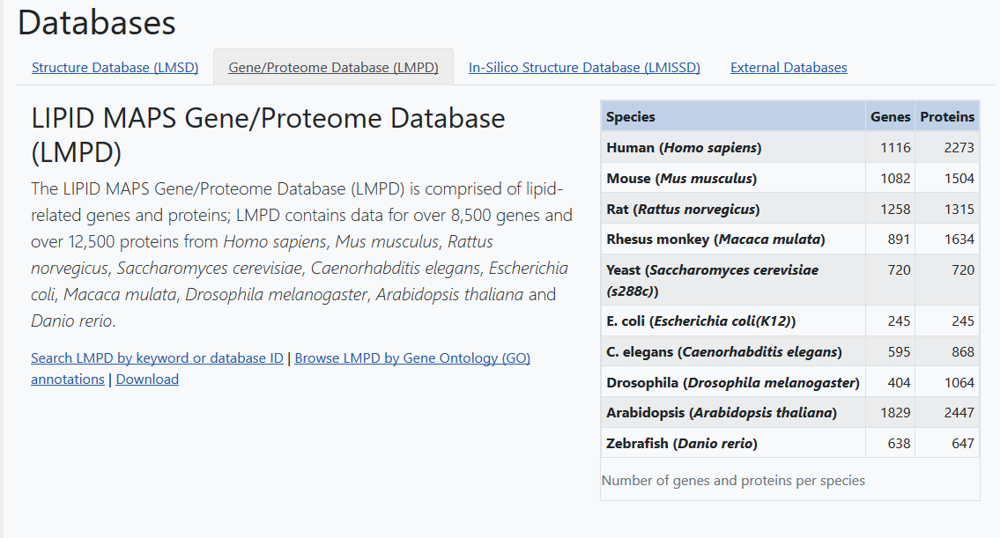 Databases
Structure Database (LMSD) Gene/Proteome Database (LMPD) In-Silico Structure Database (LMISSD) External Databases
LIPID MAPS Gene/Proteome Database
(LMPD)
The LIPID MAPS Gene/Proteome Database (LMPD) is comprised of lipid-
related genes and proteins; LMPD contains data for over 8,500 genes and
over 12,500 proteins from Homo sapiens, Mus musculus, Rattus
norvegicus, Saccharomyces cerevisiae, Caenorhabditis elegans, Escherichia
coli, Macaca mulata, Drosophila melanogaster, Arabidopsis thaliana and
Danio rerio.
Search LMPD by keyword or database ID | Browse LMPD by Gene Ontology (GO)
annotations | Download
Species Genes Proteins
Human (Homo sapiens) 1116 2273
Mouse (Mus musculus) 1082 1504
Rat (Rattus norvegicus) 1258 1315
Rhesus monkey (Macaca mulata) 891 1634
Yeast (Saccharomyces cerevisiae 720 720
(s288c))
E. coli (Escherichia coli(K12)) 245 245
C. elegans (Caenorhabditis elegans) 595 868
Drosophila (Drosophila melanogaster) 404 1064
Arabidopsis (Arabidopsis thaliana) 1829 2447
Zebrafish (Danio rerio) 638 647
Number of genes and proteins per species